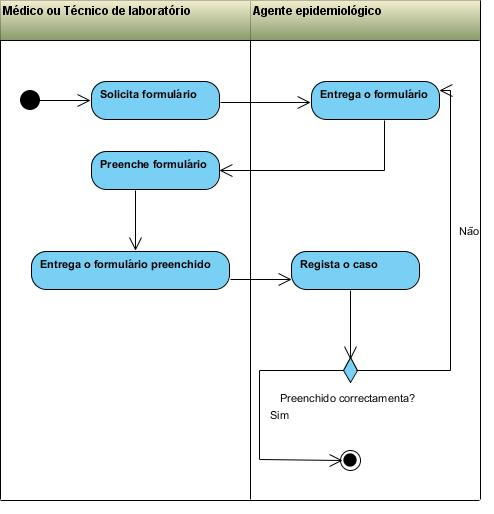 Médico ou Técnico de laboratório
Agente epidemiológico
Solicita formulário
Entrega o formulário
Preenche formulário
Não
Entrega o formulário preenchido
Regista o caso
Preenchido correctamenta?
Sim